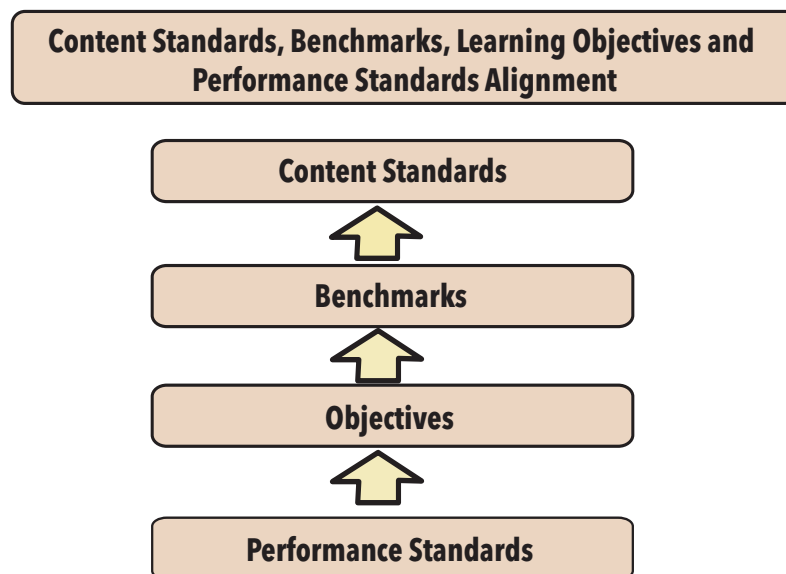 Content Standards, Benchmarks, Learning Objectives and
Performance Standards Alignment
Content Standards
Benchmarks
Objectives
Performance Standards